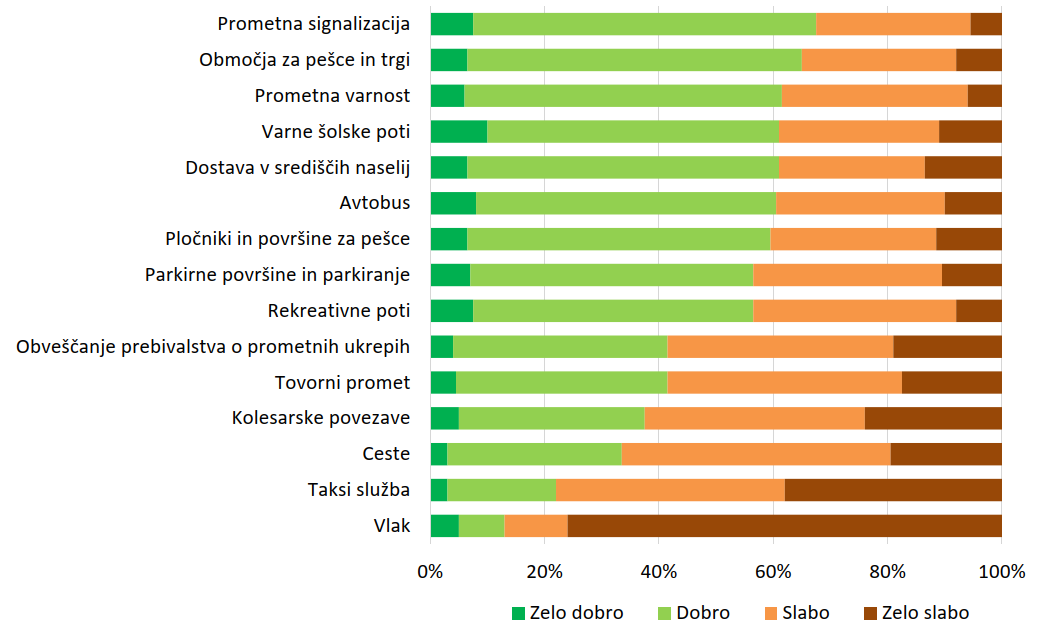 Prometna signalizacija
Območja za pešce in trgi
Prometna varnost
Varne šolske poti
Dostava v središčih naselij
Avtobus
Pločniki in površine za pešce
Parkirne površine in parkiranje
Rekreativne poti
Obveščanje prebivalstva o prometnih ukrepih
Tovorni promet
Kolesarske povezave
Ceste
Taksi služba
Vlak
0% 20% 40% 60% 80% 100%
Zelo dobro Dobro Slabo Zelo slabo